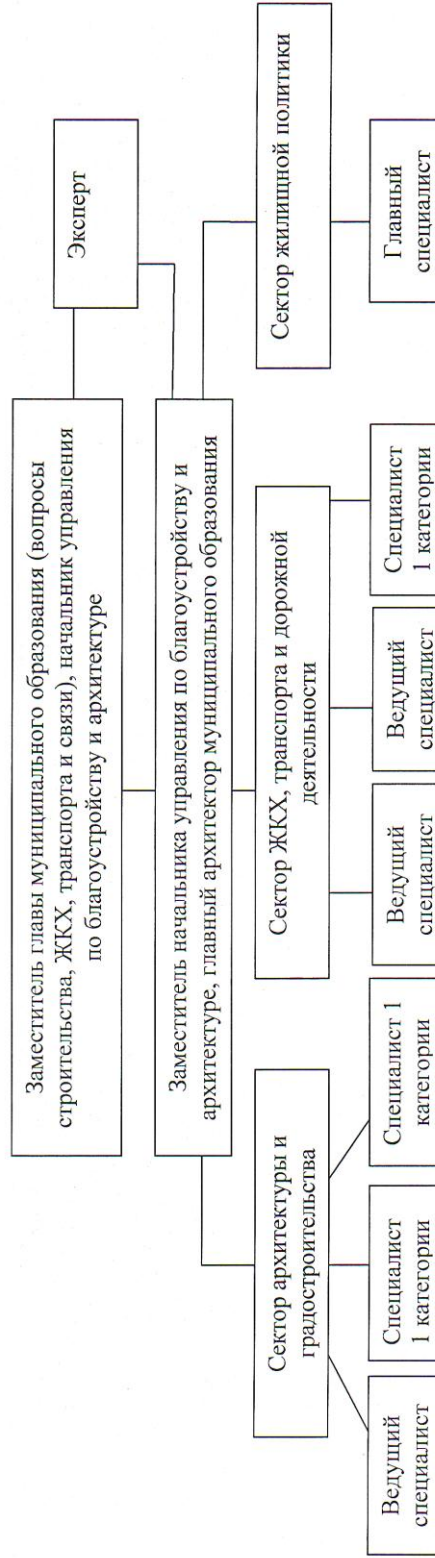 Заместитель главы муниципального образования (вопросы
строительства, ЖКХ, транспорта и связи), начальник управления
по благоустройству и архитектуре
Эксперт
Заместитель начальника управления по благоустройству и
архитектуре, главный архитектор муниципального образования
Сектор архитектуры и
градостроительства
Сектор ЖКХ, транспорта и дорожной
деятельности
Сектор жилищной политики
Ведущий
специалист
Специалист
1 категории
Специалист 1
категории
Ведущий
специалист
Ведущий
специалист
Специалист
1 категории
Главный
специалист